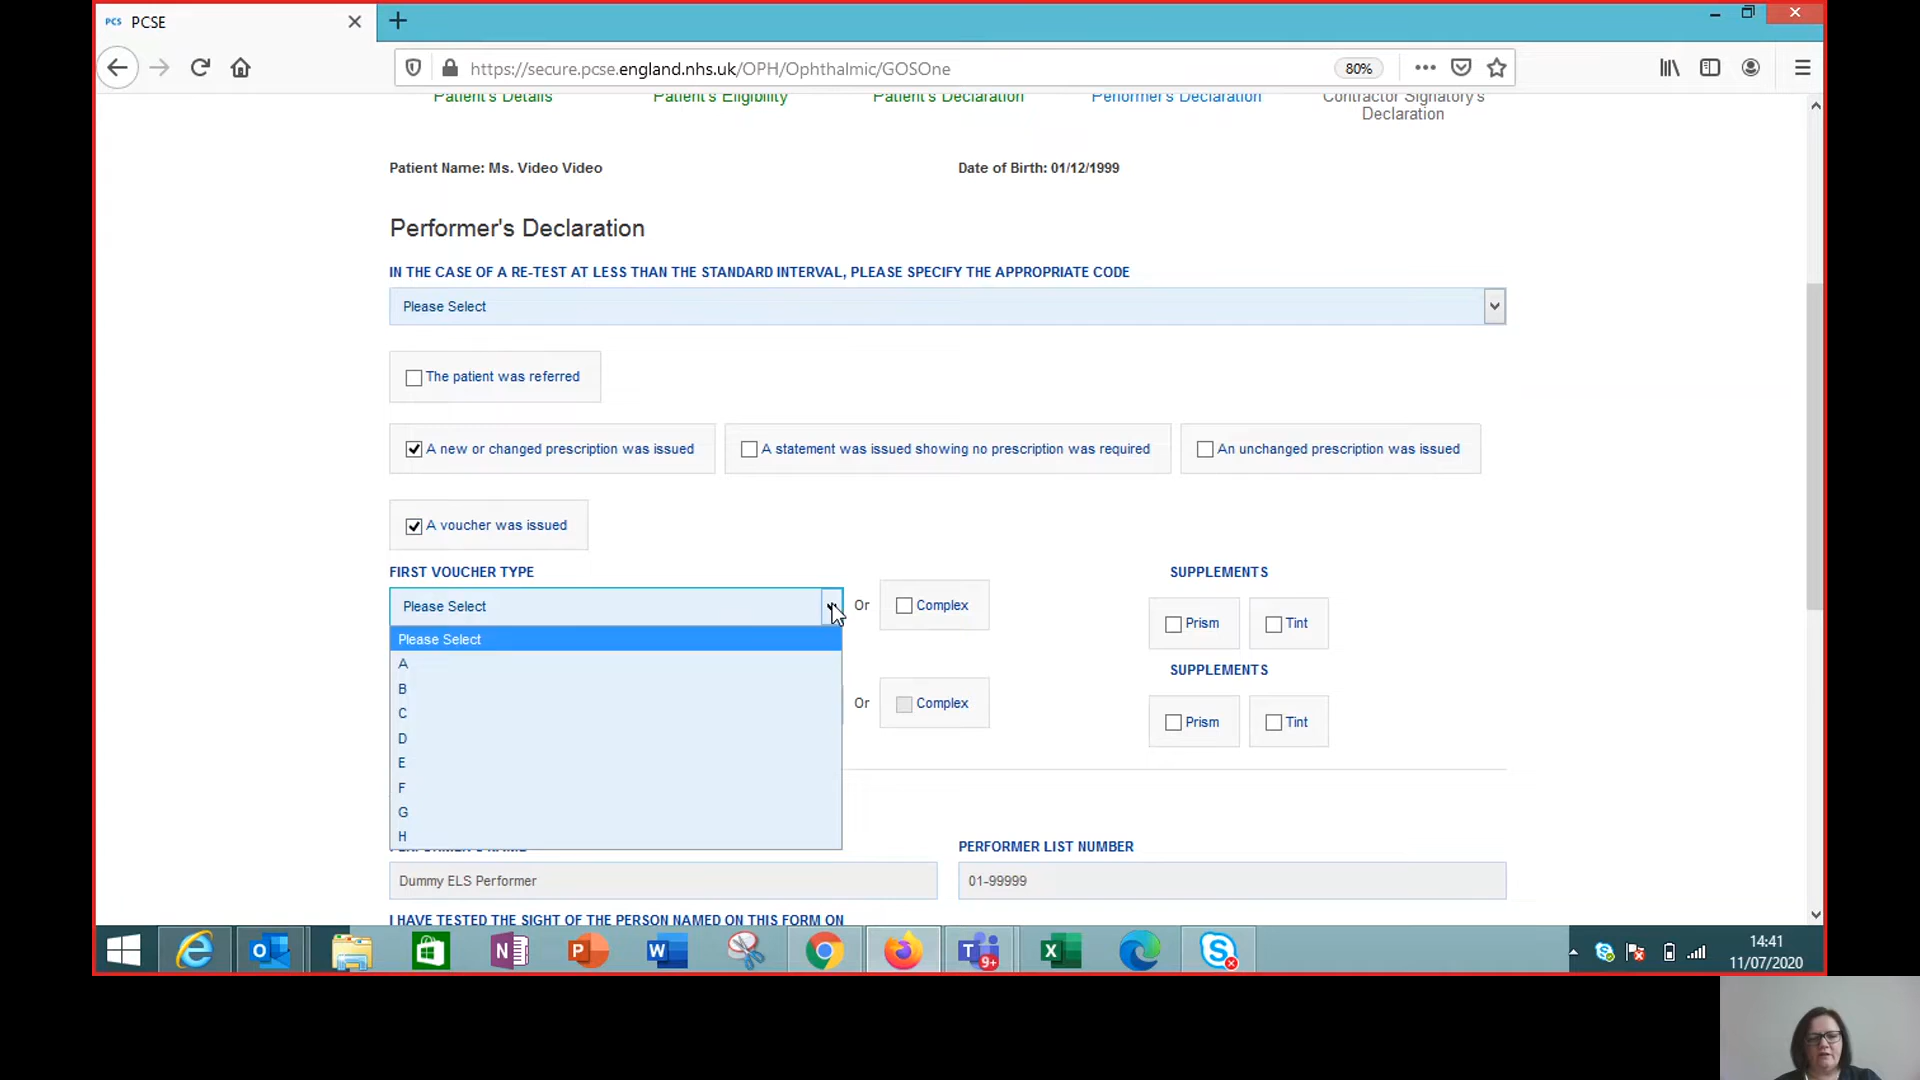 PCS PCSE
https://secure.pcse.england.nhs.uk/OPH/Ophthalmic/GOSOne
80%
Patient's Details
Patient's Eligibility
Patient's Declaration
Performer's Declaration
Contractor Signatory's
Declaration
Patient Name: Ms. Video Video
Date of Birth: 01/12/1999
Performer's Declaration
IN THE CASE OF A RE-TEST AT LESS THAN THE STANDARD INTERVAL, PLEASE SPECIFY THE APPROPRIATE CODE
Please Select
The patient was referred
A new or changed prescription was issued
A statement was issued showing no prescription was required
An unchanged prescription was issued
A voucher was issued
FIRST VOUCHER TYPE
SUPPLEMENTS
Please Select
Or
Complex
Prism
Tint
Please Select
A
B
C
D
E
F
G
H
SUPPLEMENTS
Or
Complex
Prism
Tint
PERFORMER'S NAME
PERFORMER LIST NUMBER
Dummy ELS Performer
01-99999
I HAVE TESTED THE SIGHT OF THE PERSON NAMED ON THIS FORM ON
9+
14:41
11/07/2020